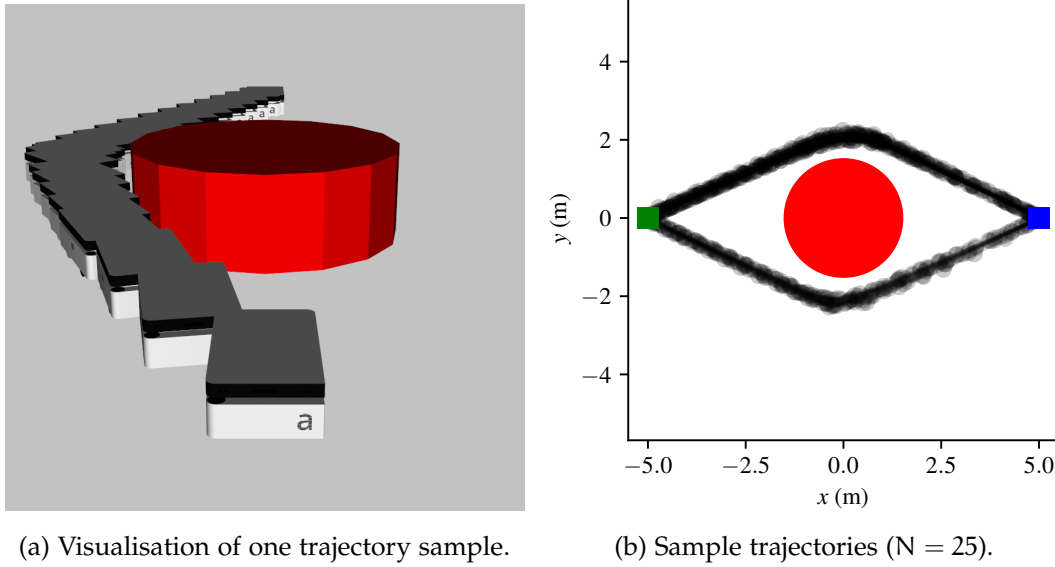 a a a a
a
4
2
0
−2
−4
y (m)
−5.0 −2.5 0.0 2.5 5.0
x (m)
(a) Visualisation of one trajectory sample.
(b) Sample trajectories (N = 25).